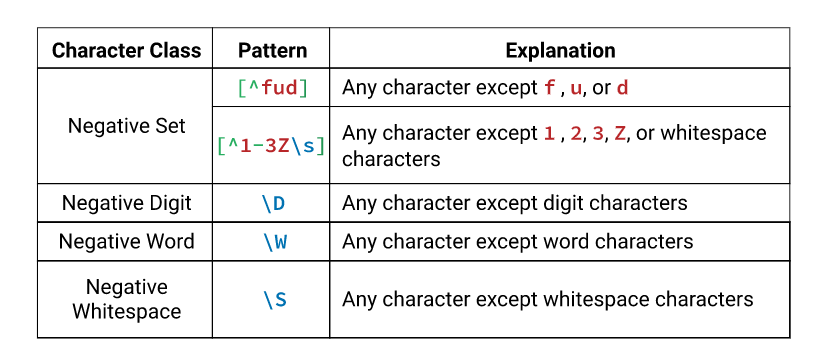 Character Class Pattern Explanation
Negative Set
[^fud] Any character except f , u, or d
[^1-3Z\s] Any character except 1 , 2, 3, Z, or whitespace
characters
Negative Digit \D Any character except digit characters
Negative Word \W Any character except word characters
Negative
Whitespace
\S Any character except whitespace characters